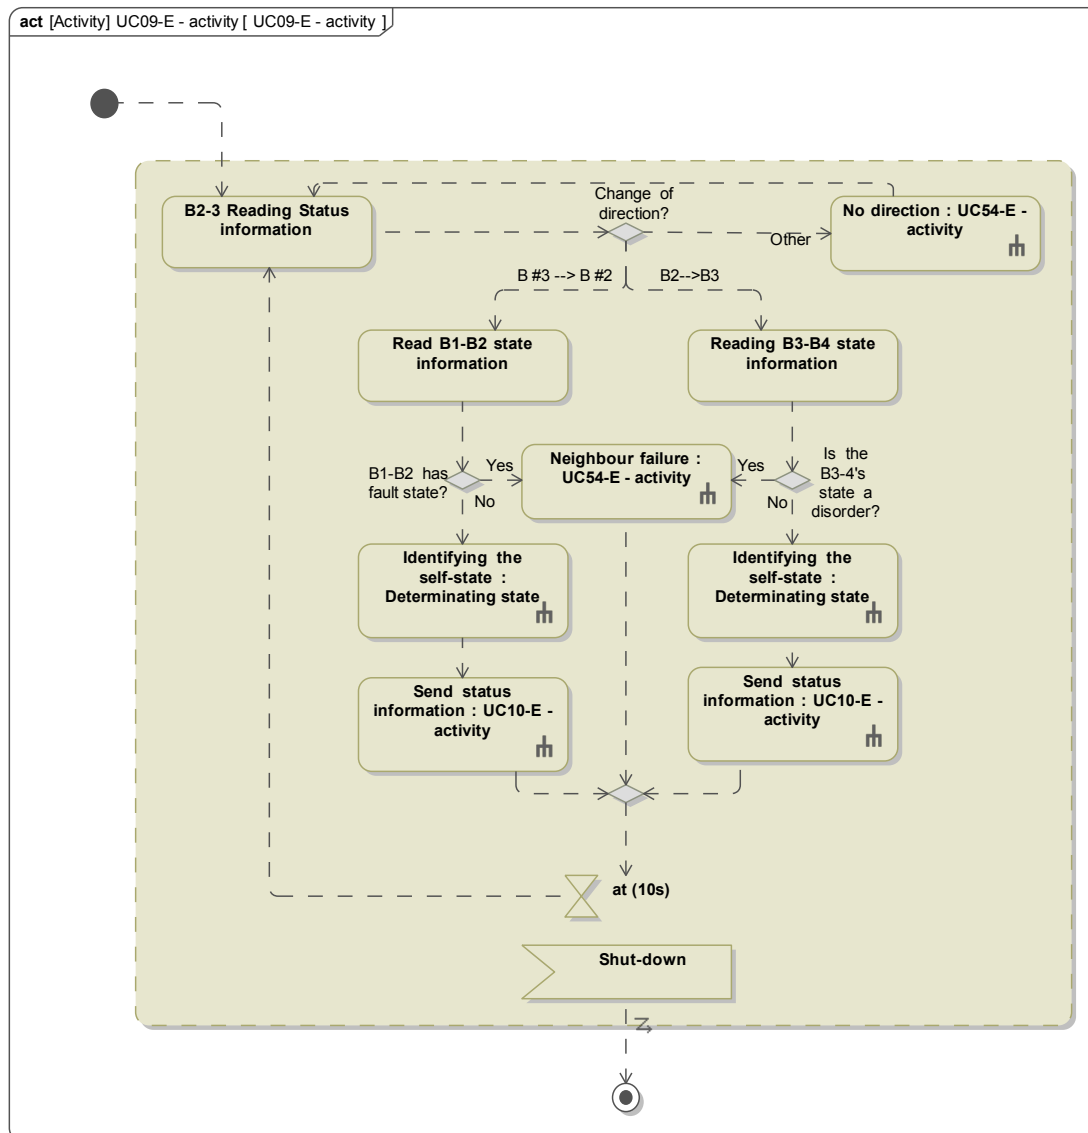 act [Activity] UC09-E - activity [ UC09-E - activity ]
B2-3 Reading Status
information
Change of
direction?
No direction : UC54-E -
activity
Other
B #3 --> B #2
B2-->B3
Read B1-B2 state
information
Reading B3-B4 state
information
B1-B2 has
fault state?
Yes
No
Neighbour failure :
UC54-E - activity
Yes
No
Is the
B3-4's
state a
disorder?
Identifying the
self-state :
Determinating state
Identifying the
self-state :
Determinating state
Send status
information : UC10-E -
activity
Send status
information : UC10-E -
activity
at (10s)
Shut-down